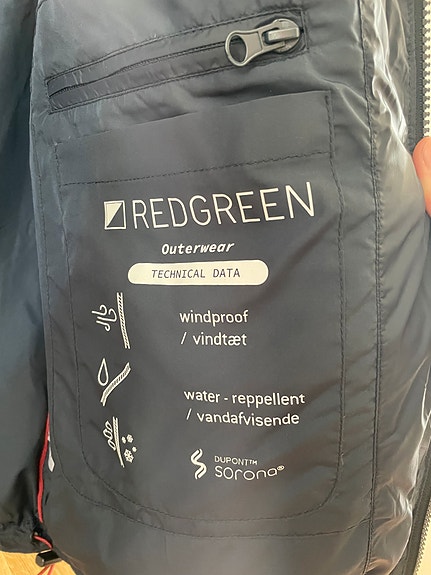 REDGREEN
Outerwear
TECHNICAL DATA
windproof
/ vindtæt
water-reppellent
/ vandafvisende
DUPONT™
sorona®